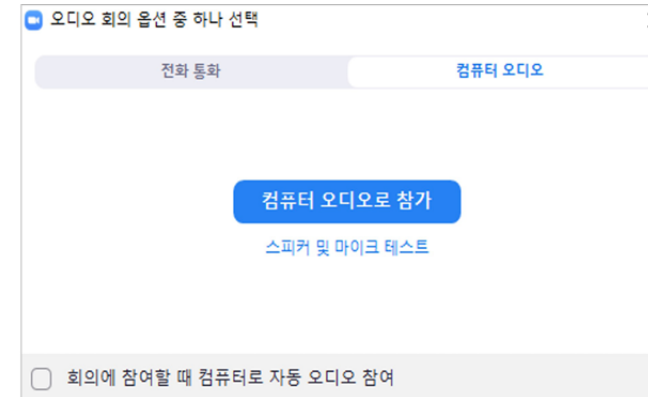 오디오 회의 옵션 중 하나 선택
전화 통화
컴퓨터 오디오
컴퓨터 오디오로 참가
스피커 및 마이크 테스트
회의에 참여할 때 컴퓨터로 자동 오디오 참여